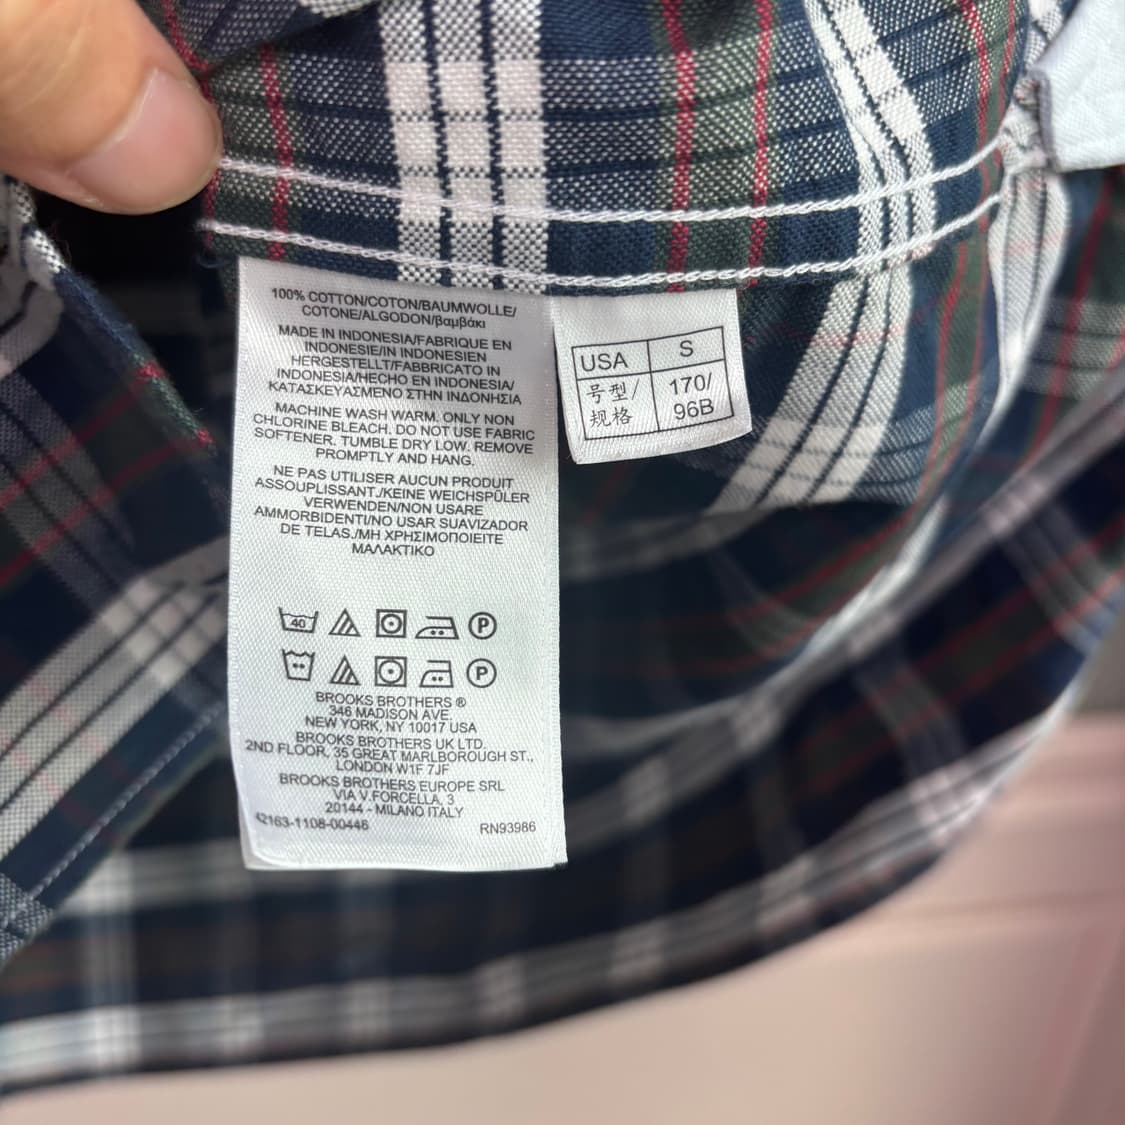 100% COTTON/COTON/BAUMWOLLE/
COTONE/ALGODON/βαμβάκι
MADE IN INDONESIA/FABRIQUE EN
INDONESIE/IN INDONESIEN
HERGESTELLT/FABBRICATO IN
INDONESIA/HECHO EN INDONESIA/
ΚΑΤΑΣΚΕΥΑΣΜΕΝΟ ΣΤΗΝ ΙΝΔΟΝΗΣΙΑ
MACHINE WASH WARM. ONLY NON
CHLORINE BLEACH. DO NOT USE FABRIC
SOFTENER. TUMBLE DRY LOW. REMOVE
PROMPTLY AND HANG.
NE PAS UTILISER AUCUN PRODUIT
ASSOUPLISSANT./KEINE WEICHSPÜLER
VERWENDEN/NON USARE
AMMORBIDENTI/NO USAR SUAVIZADOR
DE TELAS./ΜΗ ΧΡΗΣΙΜΟΠΟΙΕΙΤΕ
ΜΑΛΑΚΤΙΚΟ
40 P
P
BROOKS BROTHERS ®
346 MADISON AVE.
NEW YORK, NY 10017 USA
BROOKS BROTHERS UK LTD.
2ND FLOOR, 35 GREAT MARLBOROUGH ST.,
LONDON W1F 7JF
BROOKS BROTHERS EUROPE SRL
VIA V.FORCELLA, 3
20144 - MILANO ITALY
42163-1108-00446 RN93986
USA S
号型/ 170/
规格 96B